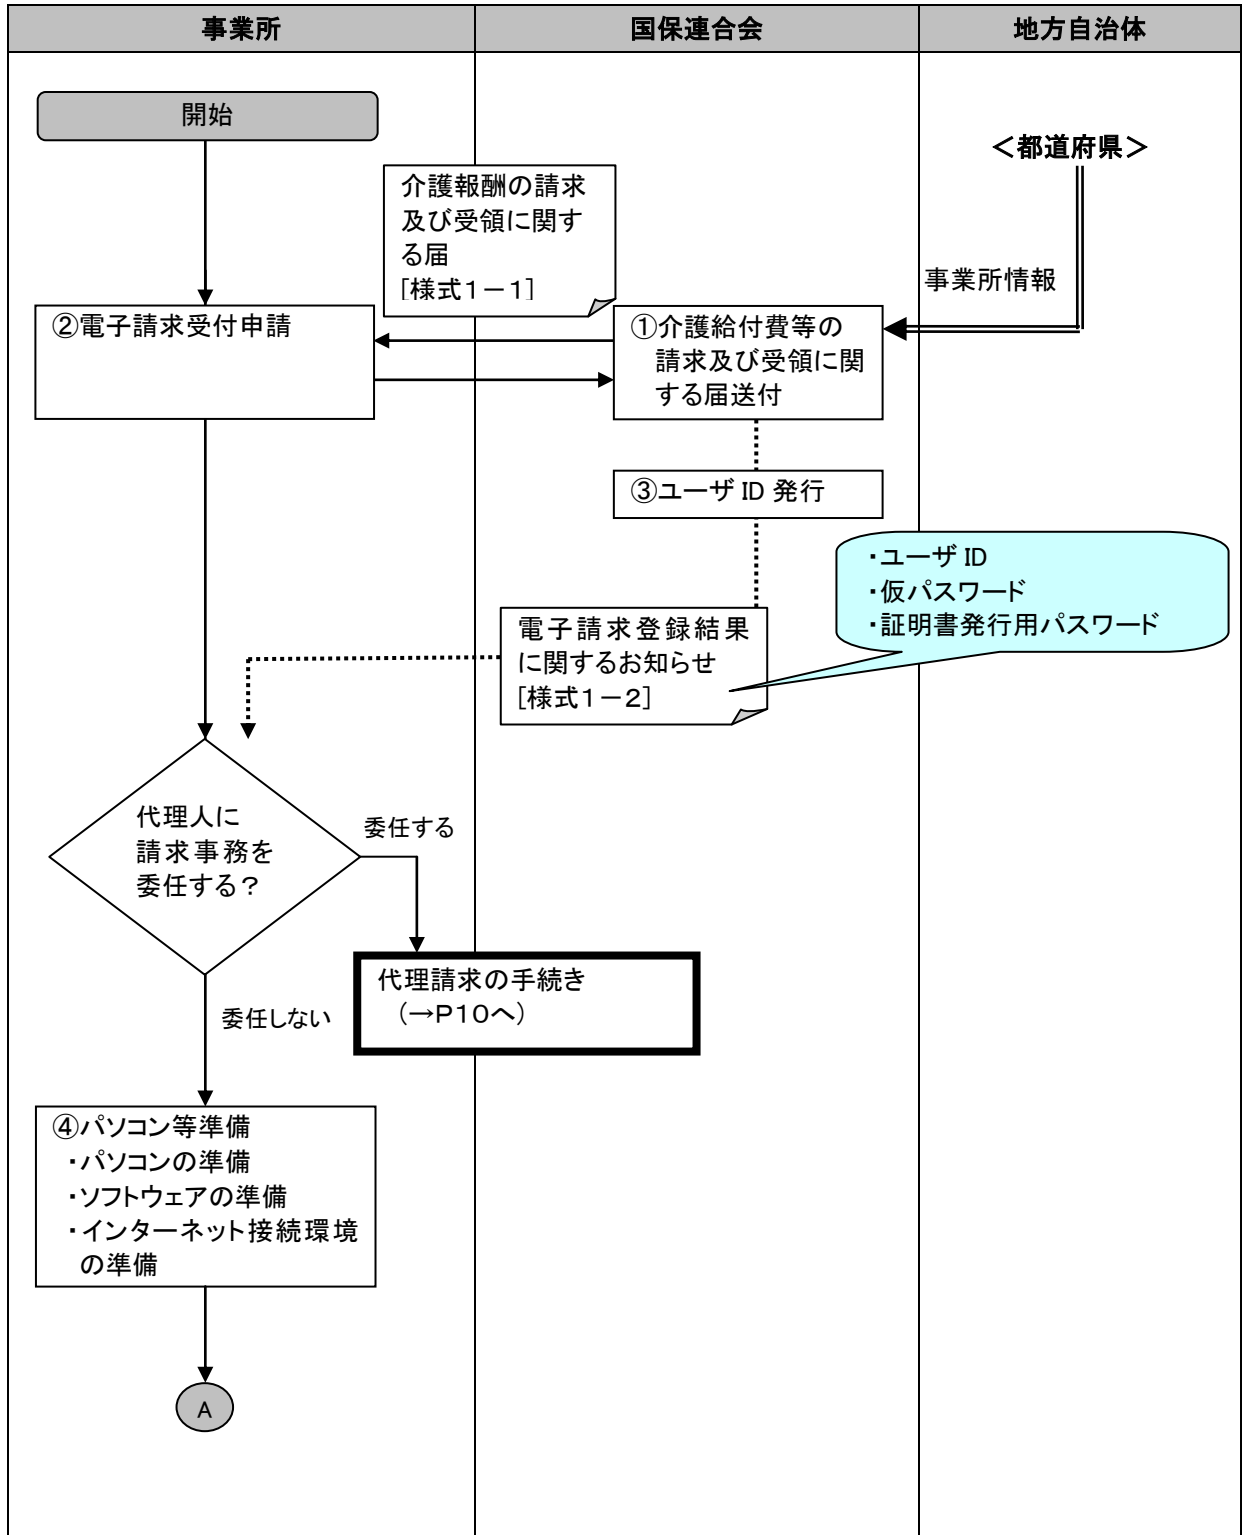 事業所
国保連合会
地方自治体
開始
＜都道府県＞
介護報酬の請求
及び受領に関す
る届
[様式１－１]
事業所情報
②電子請求受付申請
①介護給付費等の
請求及び受領に関
する届送付
③ユーザ ID 発行
・ユーザ ID
・仮パスワード
・証明書発行用パスワード
電子請求登録結果
に関するお知らせ
[様式１－２]
代理人に
請求事務を
委任する？
委任する
代理請求の手続き
（→Ｐ１０へ）
委任しない
④パソコン等準備
・パソコンの準備
・ソフトウェアの準備
・インターネット接続環境
の準備
A